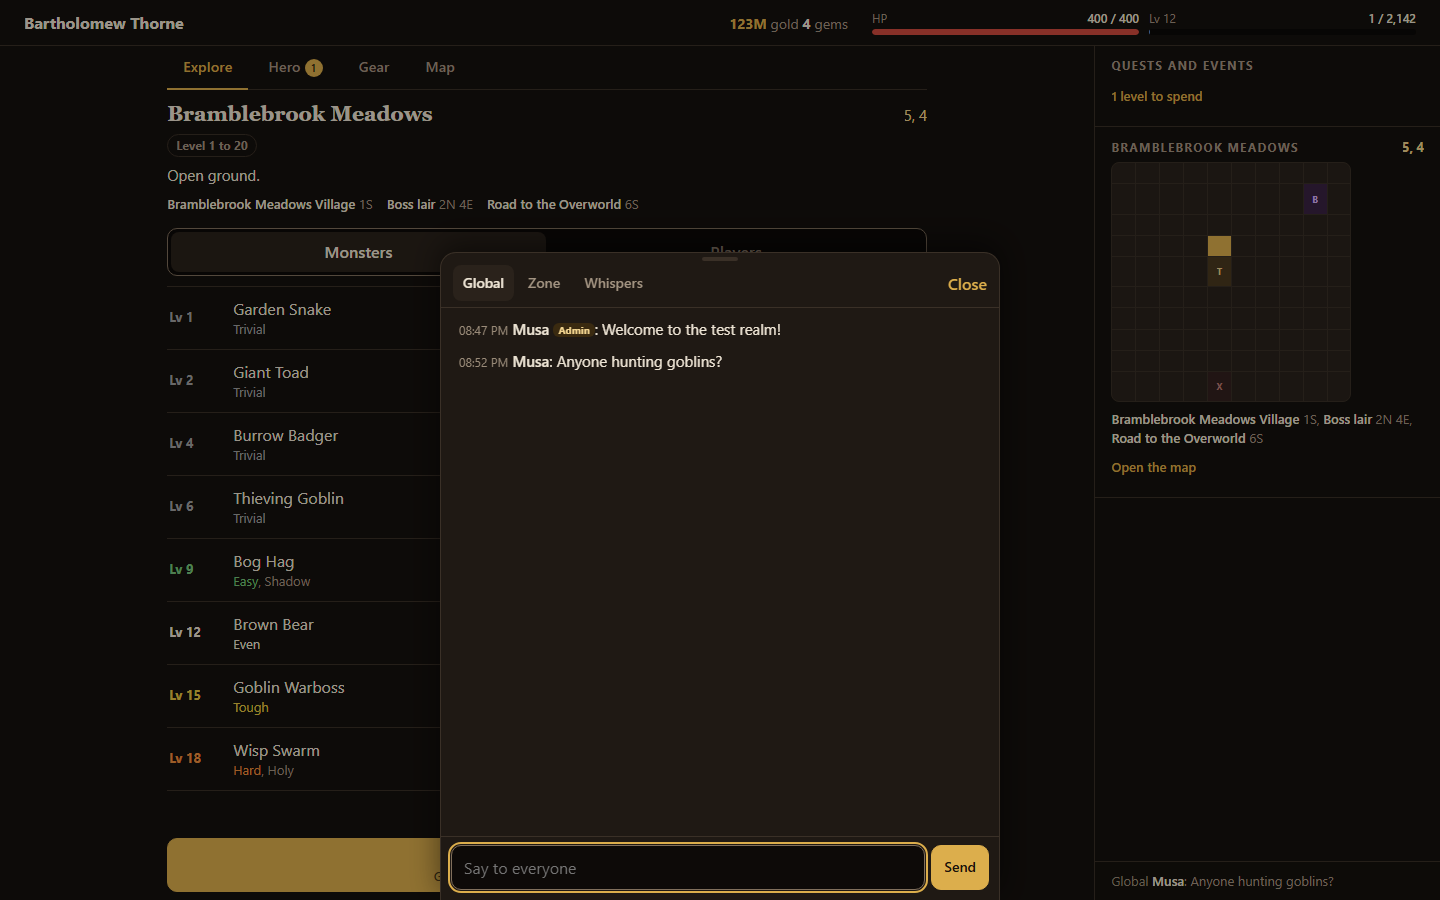 Bartholomew Thorne
123M gold 4 gems
HP 400 / 400
Lv 12 1 / 2,142
Explore
Hero 1
Gear
Map
Bramblebrook Meadows
5, 4
Level 1 to 20
Open ground.
Bramblebrook Meadows Village 1S Boss lair 2N 4E Road to the Overworld 6S
Monsters
Players
Lv 1 Garden Snake
Trivial
Lv 2 Giant Toad
Trivial
Lv 4 Burrow Badger
Trivial
Lv 6 Thieving Goblin
Trivial
Lv 9 Bog Hag
Easy, Shadow
Lv 12 Brown Bear
Even
Lv 15 Goblin Warboss
Tough
Lv 18 Wisp Swarm
Hard, Holy
Global
Zone
Whispers
Close
08:47 PM Musa Admin : Welcome to the test realm!
08:52 PM Musa: Anyone hunting goblins?
Say to everyone
Send
QUESTS AND EVENTS
1 level to spend
BRAMBLEBROOK MEADOWS 5, 4
B
T
X
Bramblebrook Meadows Village 1S, Boss lair 2N 4E,
Road to the Overworld 6S
Open the map
Global Musa: Anyone hunting goblins?